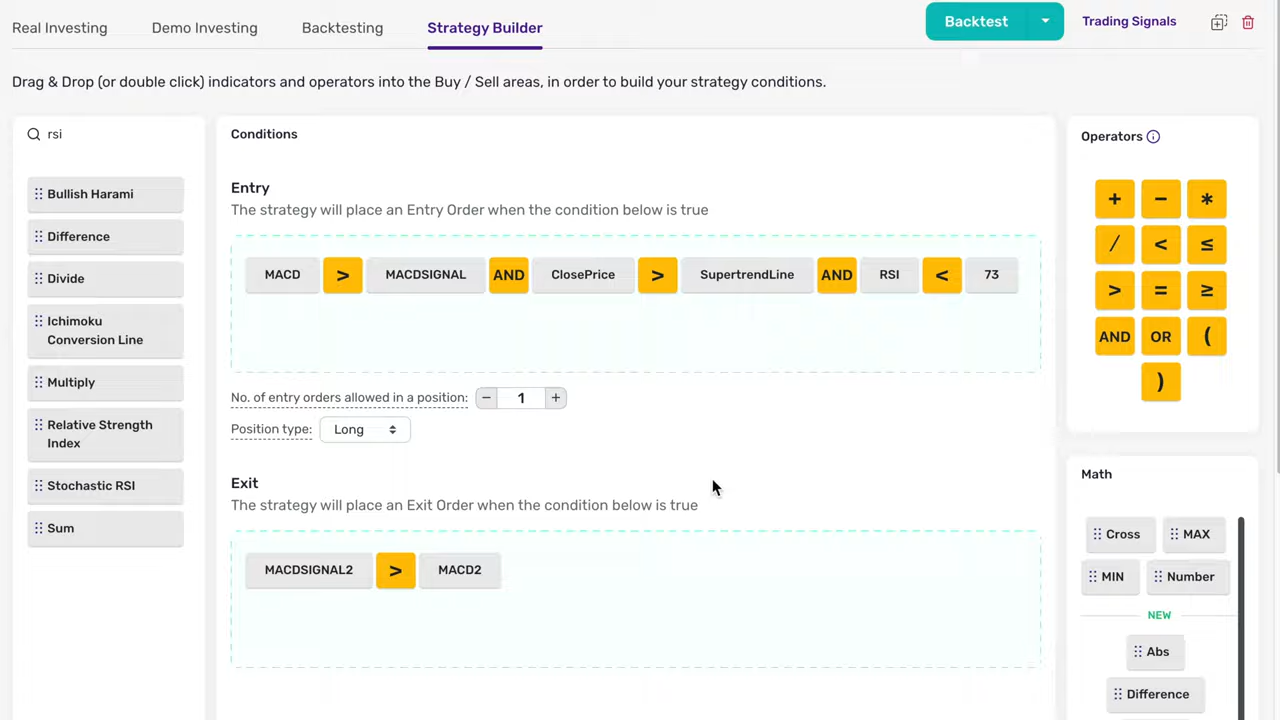 Real Investing
Demo Investing
Backtesting
Strategy Builder
Backtest
Trading Signals
Drag & Drop (or double click) indicators and operators into the Buy / Sell areas, in order to build your strategy conditions.
rsi
Bullish Harami
Difference
Divide
Ichimoku
Conversion Line
Multiply
Relative Strength
Index
Stochastic RSI
Sum
Conditions
Entry
The strategy will place an Entry Order when the condition below is true
MACD > MACDSIGNAL AND ClosePrice > SupertrendLine AND RSI < 73
No. of entry orders allowed in a position: − 1 +
Position type: Long
Exit
The strategy will place an Exit Order when the condition below is true
MACDSIGNAL2 > MACD2
Operators
+ − *
/ < ≤
> = ≥
AND OR (
)
Math
Cross MAX
MIN Number
NEW
Abs
Difference